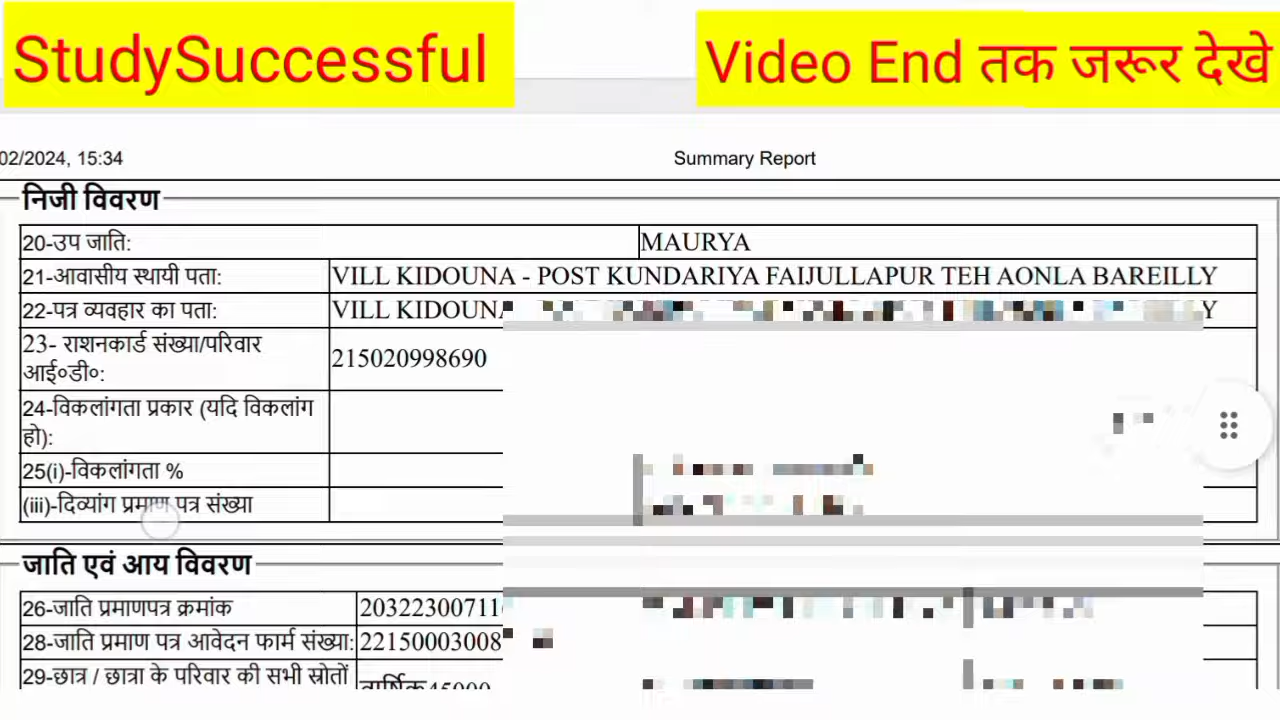 StudySuccessful
Video End तक जरूर देखे
02/2024, 15:34
Summary Report
निजी विवरण
20-उप जाति: MAURYA
21-आवासीय स्थायी पता: VILL KIDOUNA - POST KUNDARIYA FAIJULLAPUR TEH AONLA BAREILLY
22-पत्र व्यवहार का पता: VILL KIDOUNA
23- राशनकार्ड संख्या/परिवार
आई०डी०: 215020998690
24-विकलांगता प्रकार (यदि विकलांग
हो):
25(i)-विकलांगता %
(iii)-दिव्यांग प्रमाण पत्र संख्या
जाति एवं आय विवरण
26-जाति प्रमाणपत्र क्रमांक 20322300711
28-जाति प्रमाण पत्र आवेदन फार्म संख्या: 22150003008
29-छात्र / छात्रा के परिवार की सभी स्रोतों